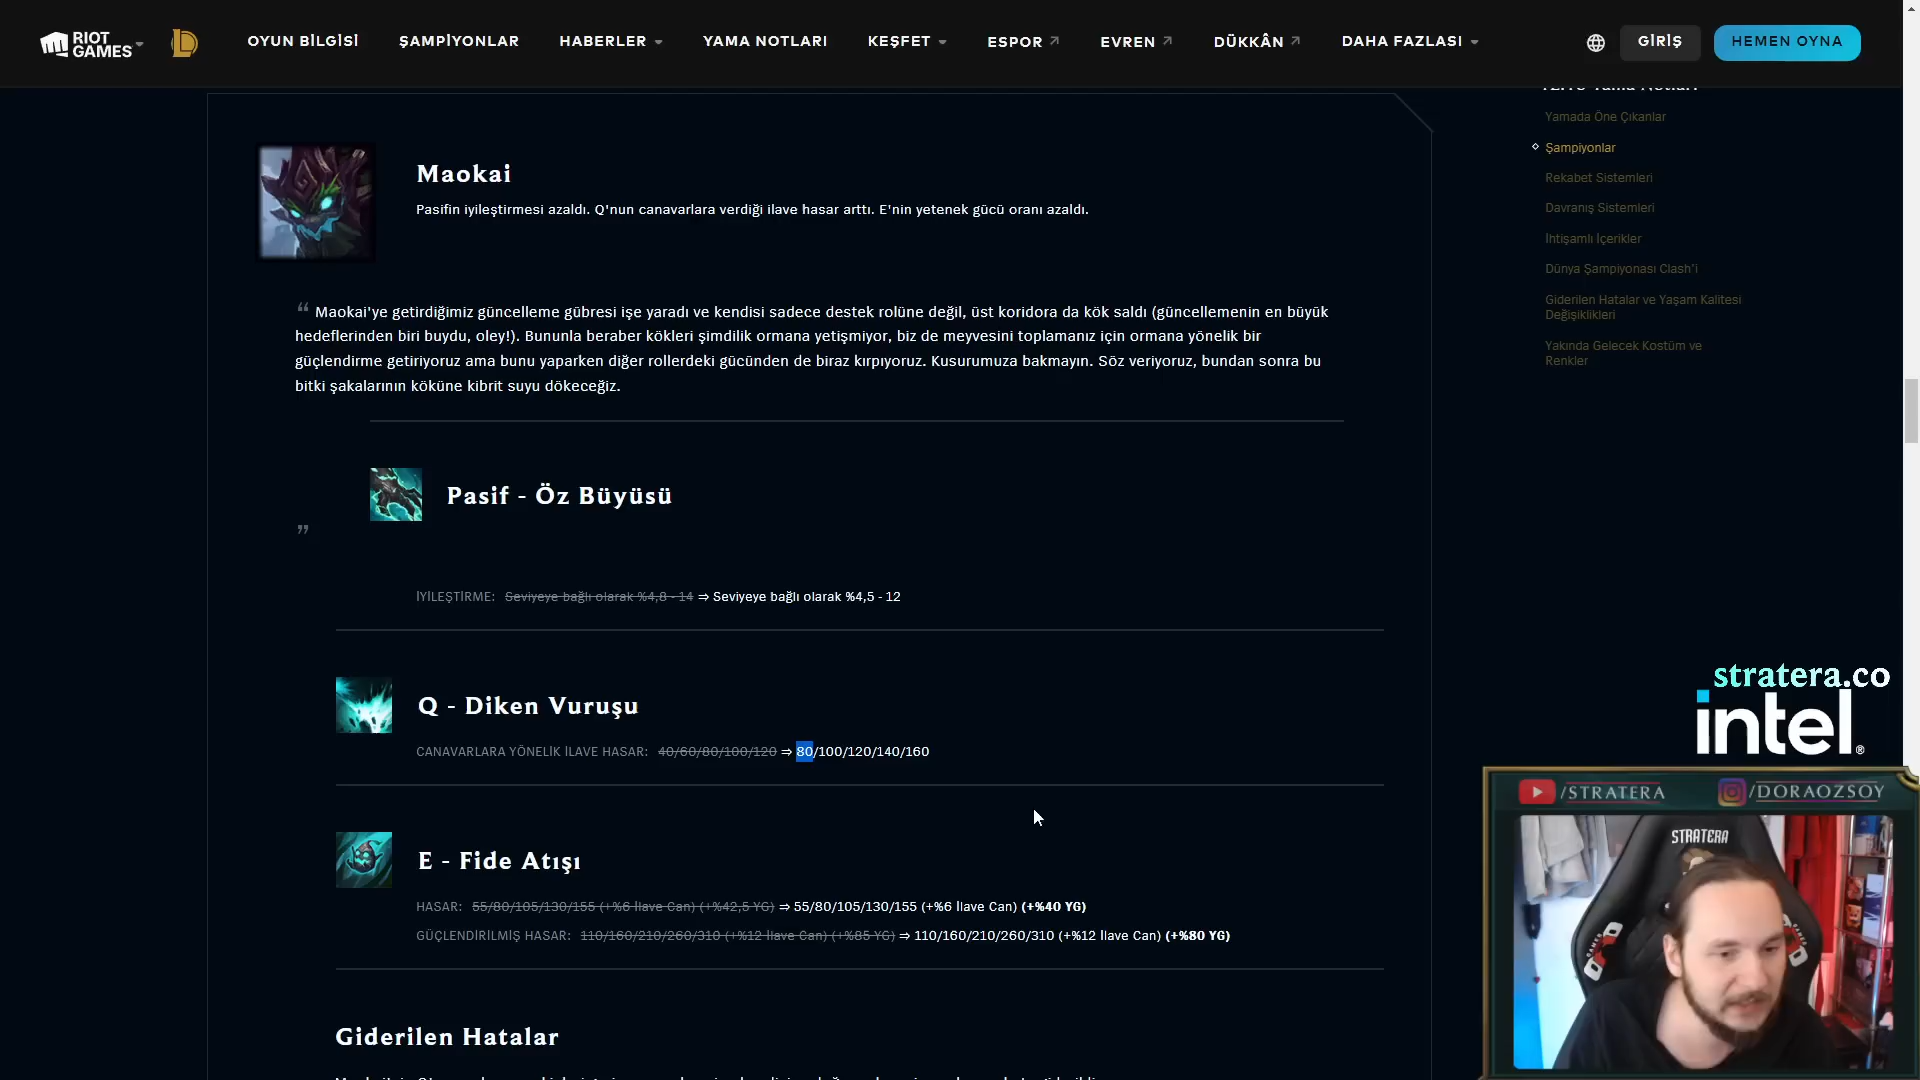 RIOT GAMES
OYUN BİLGİSİ
ŞAMPİYONLAR
HABERLER
YAMA NOTLARI
KEŞFET
ESPOR
EVREN
DÜKKÂN
DAHA FAZLASI
GİRİŞ
HEMEN OYNA
Maokai
Pasifin iyileştirmesi azaldı. Q'nun canavarlara verdiği ilave hasar arttı. E'nin yetenek gücü oranı azaldı.
“ Maokai'ye getirdiğimiz güncelleme gübresi işe yaradı ve kendisi sadece destek rolüne değil, üst koridora da kök saldı (güncellemenin en büyük
hedeflerinden biri buydu, oley!). Bununla beraber kökleri şimdilik ormana yetişmiyor, biz de meyvesini toplamanız için ormana yönelik bir
güçlendirme getiriyoruz ama bunu yaparken diğer rollerdeki gücünden de biraz kırpıyoruz. Kusurumuza bakmayın. Söz veriyoruz, bundan sonra bu
bitki şakalarının köküne kibrit suyu dökeceğiz.
Pasif - Öz Büyüsü
”
İYİLEŞTİRME: Seviyeye bağlı olarak %4,8 - 14 ⇒ Seviyeye bağlı olarak %4,5 - 12
Q - Diken Vuruşu
CANAVARLARA YÖNELİK İLAVE HASAR: 40/60/80/100/120 ⇒ 80/100/120/140/160
E - Fide Atışı
HASAR: 55/80/105/130/155 (+%6 İlave Can) (+%42,5 YG) ⇒ 55/80/105/130/155 (+%6 İlave Can) (+%40 YG)
GÜÇLENDİRİLMİŞ HASAR: 110/160/210/260/310 (+%12 İlave Can) (+%85 YG) ⇒ 110/160/210/260/310 (+%12 İlave Can) (+%80 YG)
Giderilen Hatalar
Yamada Öne Çıkanlar
Şampiyonlar
Rekabet Sistemleri
Davranış Sistemleri
İhtişamlı İçerikler
Dünya Şampiyonası Clash'i
Giderilen Hatalar ve Yaşam Kalitesi
Değişiklikleri
Yakında Gelecek Kostüm ve
Renkler
stratera.co
intel®
/STRATERA
/DORAOZSOY
STRATERA